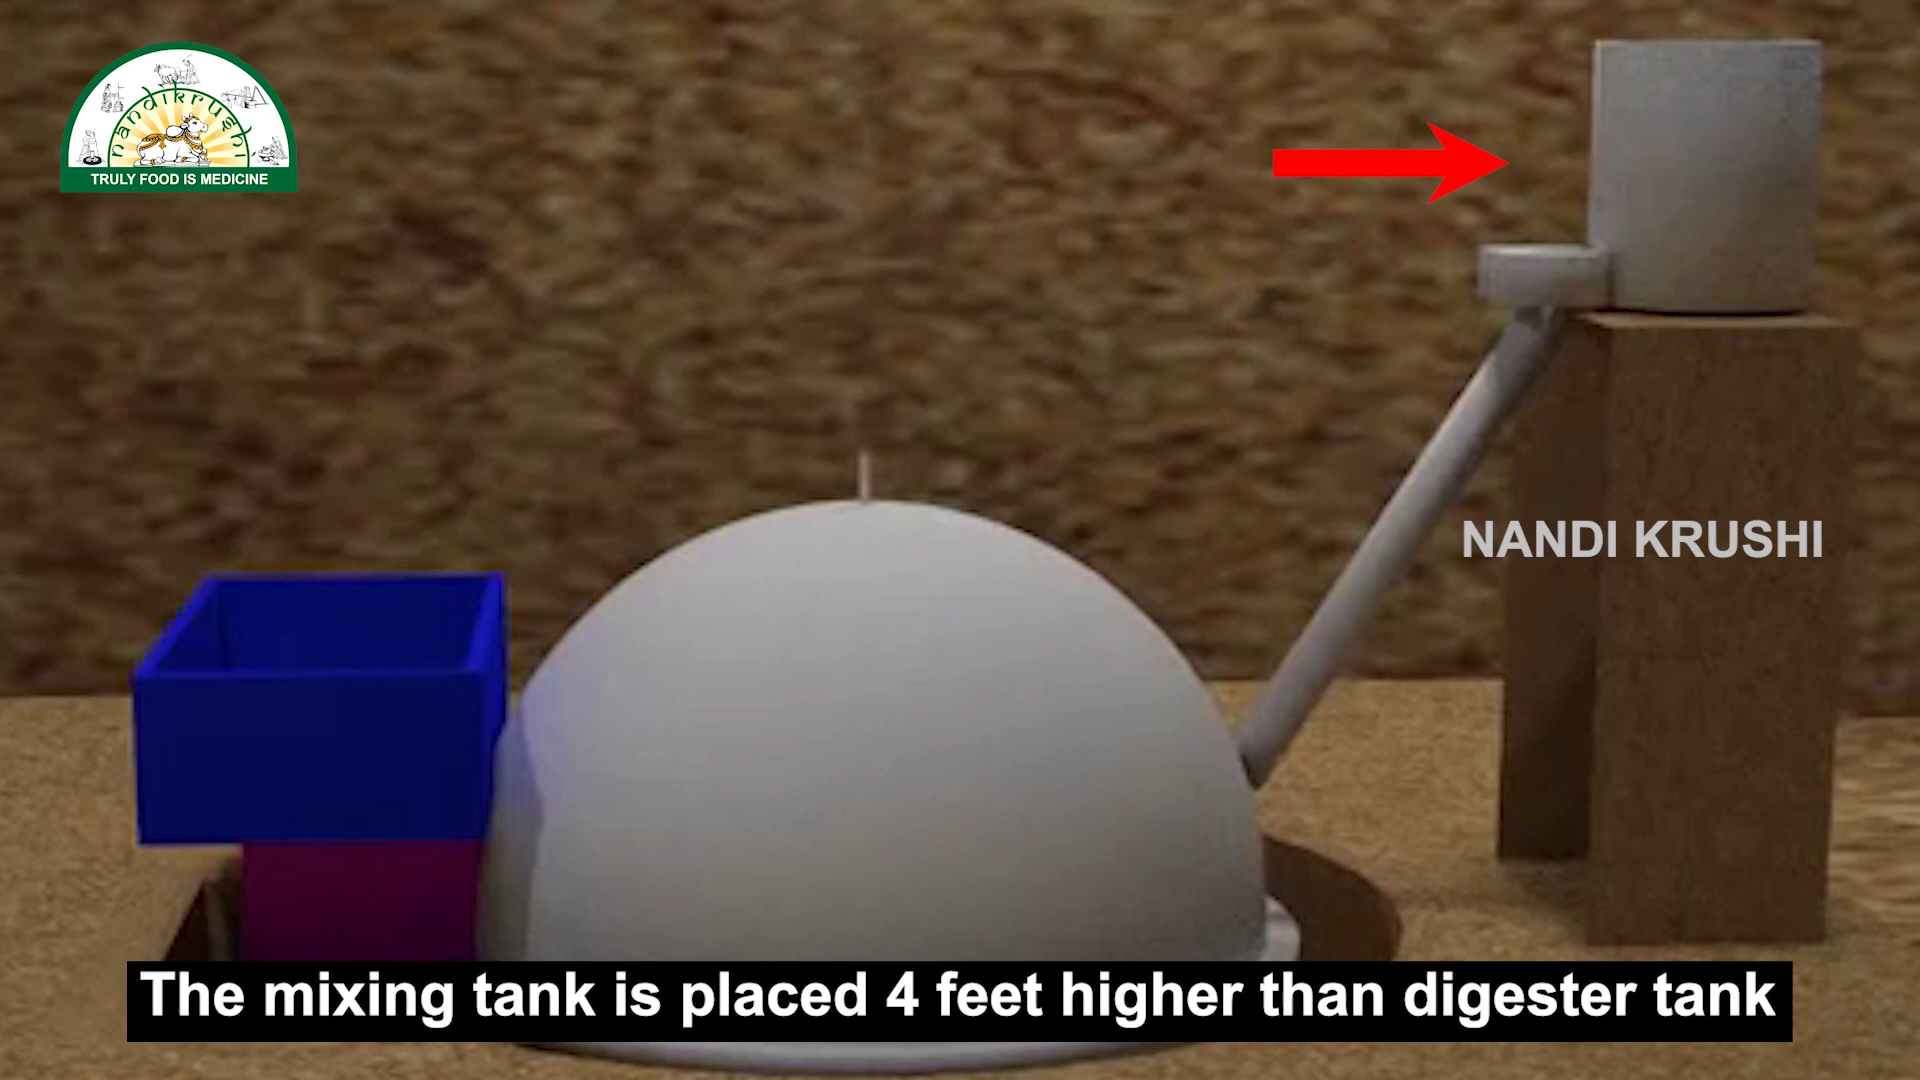 nandikrushi
TRULY FOOD IS MEDICINE
NANDI KRUSHI
The mixing tank is placed 4 feet higher than digester tank